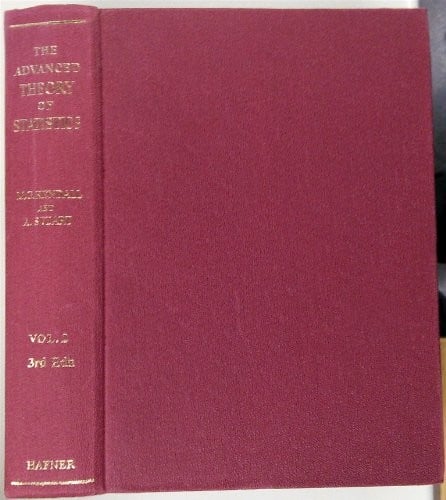 THE
ADVANCED
THEORY
OF
STATISTICS
M.G.KENDALL
AND
A. STUART
VOL. 2
3rd Edn
HAFNER